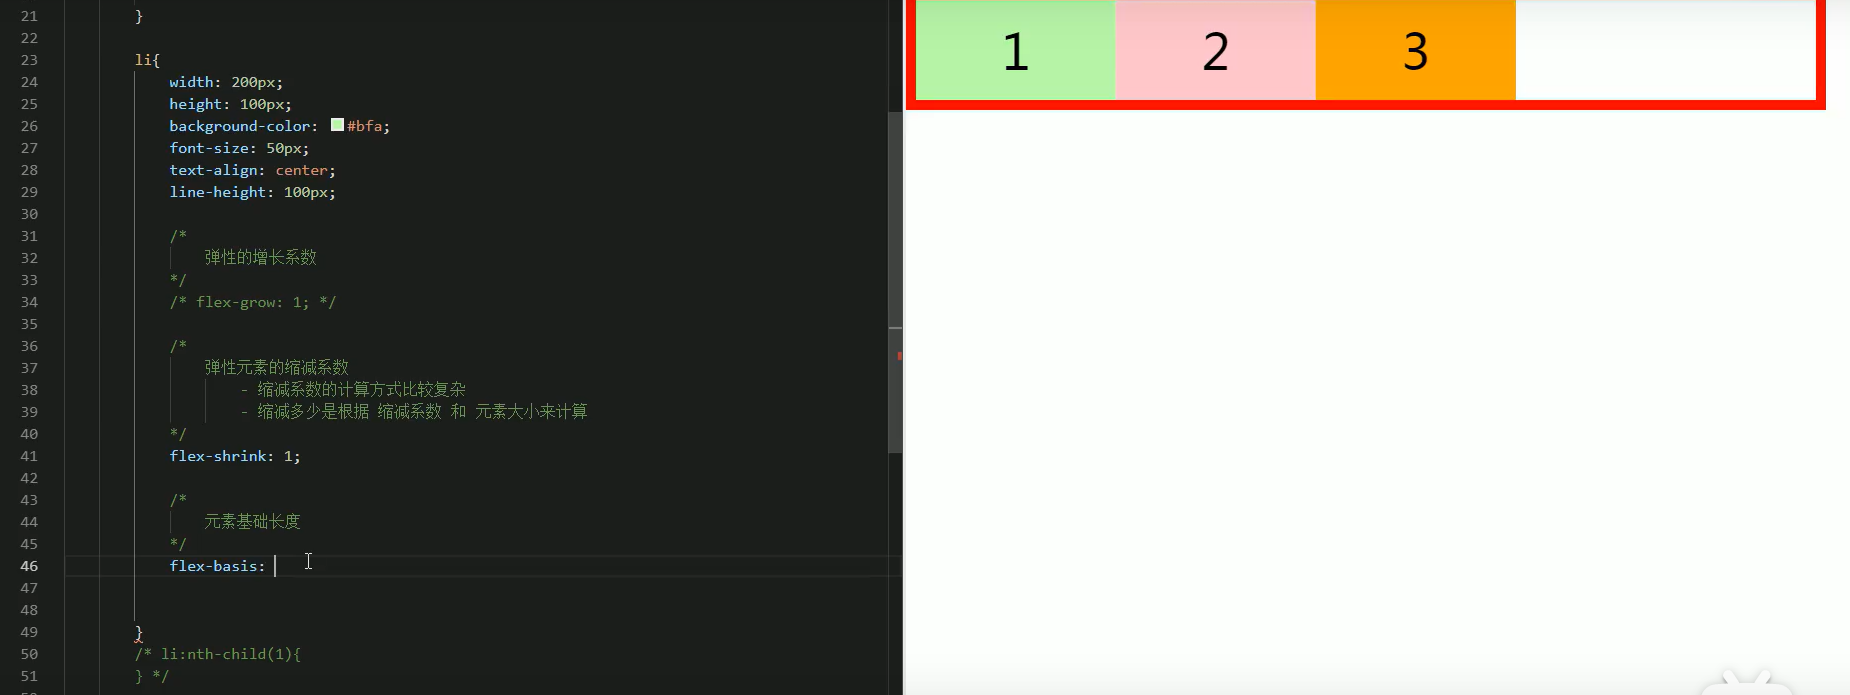 21 }
22
23 li{
24 width: 200px;
25 height: 100px;
26 background-color: #bfa;
27 font-size: 50px;
28 text-align: center;
29 line-height: 100px;
30
31 /*
32 弹性的增长系数
33 */
34 /* flex-grow: 1; */
35
36 /*
37 弹性元素的缩减系数
38 - 缩减系数的计算方式比较复杂
39 - 缩减多少是根据 缩减系数 和 元素大小来计算
40 */
41 flex-shrink: 1;
42
43 /*
44 元素基础长度
45 */
46 flex-basis:
47
48
49 }
50 /* li:nth-child(1){
51 } */
1 2 3